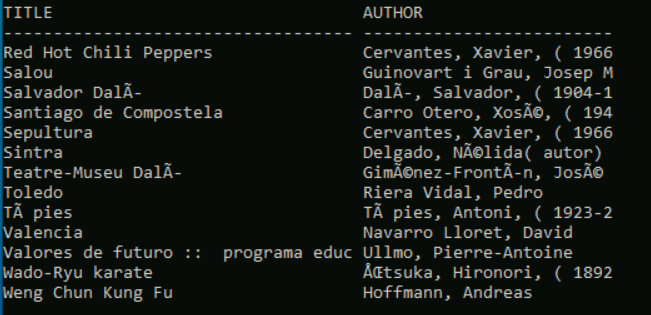 TITLE AUTHOR
----------------------------------- -------------------------
Red Hot Chili Peppers Cervantes, Xavier, ( 1966
Salou Guinovart i Grau, Josep M
Salvador DalÃ- DalÃ-, Salvador, ( 1904-1
Santiago de Compostela Carro Otero, XosÃ©, ( 194
Sepultura Cervantes, Xavier, ( 1966
Sintra Delgado, NÃ©lida( autor)
Teatre-Museu DalÃ- GimÃ©nez-FrontÃ-n, JosÃ©
Toledo Riera Vidal, Pedro
TÃ pies TÃ pies, Antoni, ( 1923-2
Valencia Navarro Lloret, David
Valores de futuro ::  programa educ Ullmo, Pierre-Antoine
Wado-Ryu karate ÅŒtsuka, Hironori, ( 1892
Weng Chun Kung Fu Hoffmann, Andreas